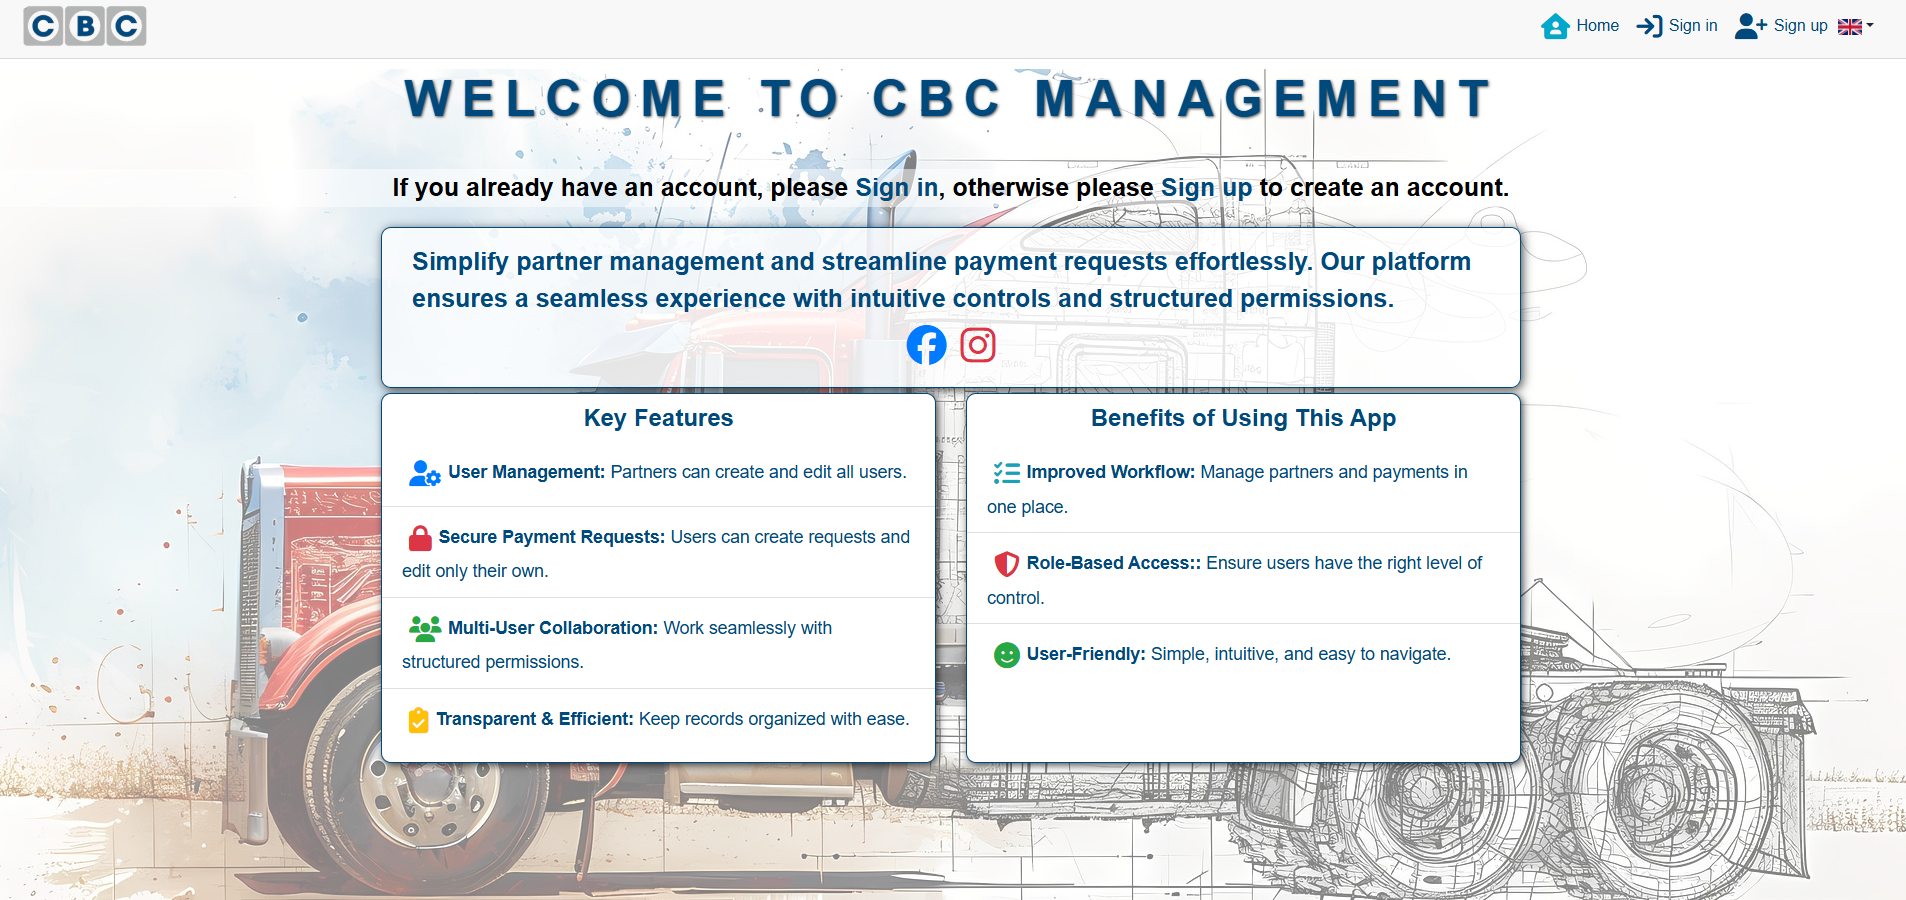 CBC
Home Sign in Sign up
WELCOME TO CBC MANAGEMENT
If you already have an account, please Sign in, otherwise please Sign up to create an account.
Simplify partner management and streamline payment requests effortlessly. Our platform
ensures a seamless experience with intuitive controls and structured permissions.
Key Features
User Management: Partners can create and edit all users.
Secure Payment Requests: Users can create requests and
edit only their own.
Multi-User Collaboration: Work seamlessly with
structured permissions.
Transparent & Efficient: Keep records organized with ease.
Benefits of Using This App
Improved Workflow: Manage partners and payments in
one place.
Role-Based Access:: Ensure users have the right level of
control.
User-Friendly: Simple, intuitive, and easy to navigate.